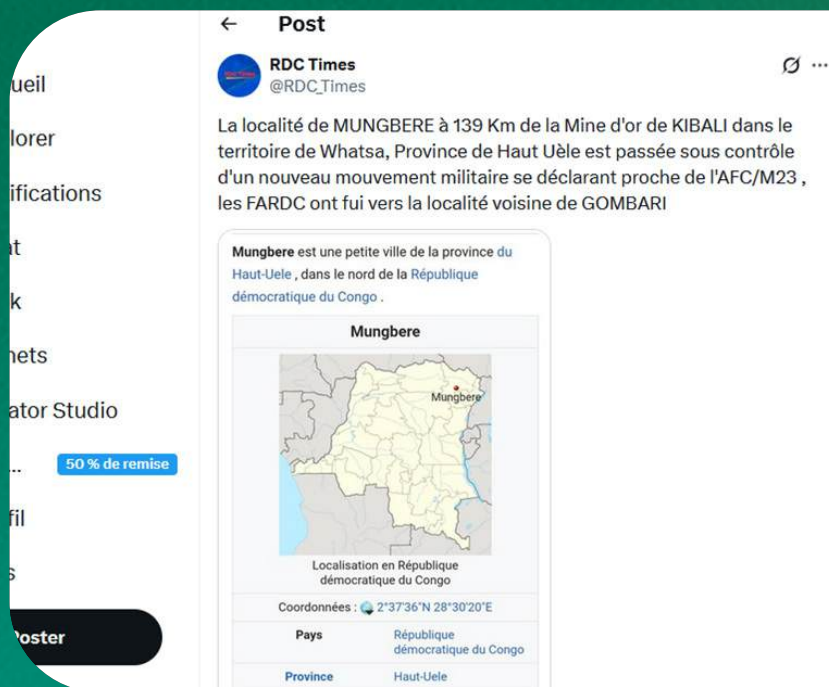 ← Post
RDC Times
@RDC_Times
La localité de MUNGBERE à 139 Km de la Mine d'or de KIBALI dans le
territoire de Whatsa, Province de Haut Uèle est passée sous contrôle
d'un nouveau mouvement militaire se déclarant proche de l'AFC/M23 ,
les FARDC ont fui vers la localité voisine de GOMBARI
Mungbere est une petite ville de la province du
Haut-Uele , dans le nord de la République
démocratique du Congo .
Mungbere
Mungbere
Localisation en République
démocratique du Congo
Coordonnées : 2°37′36″N 28°30′20″E
Pays République
démocratique du Congo
Province Haut-Uele
ueil
lorer
ifications
at
k
nets
ator Studio
... 50 % de remise
fil
s
Poster